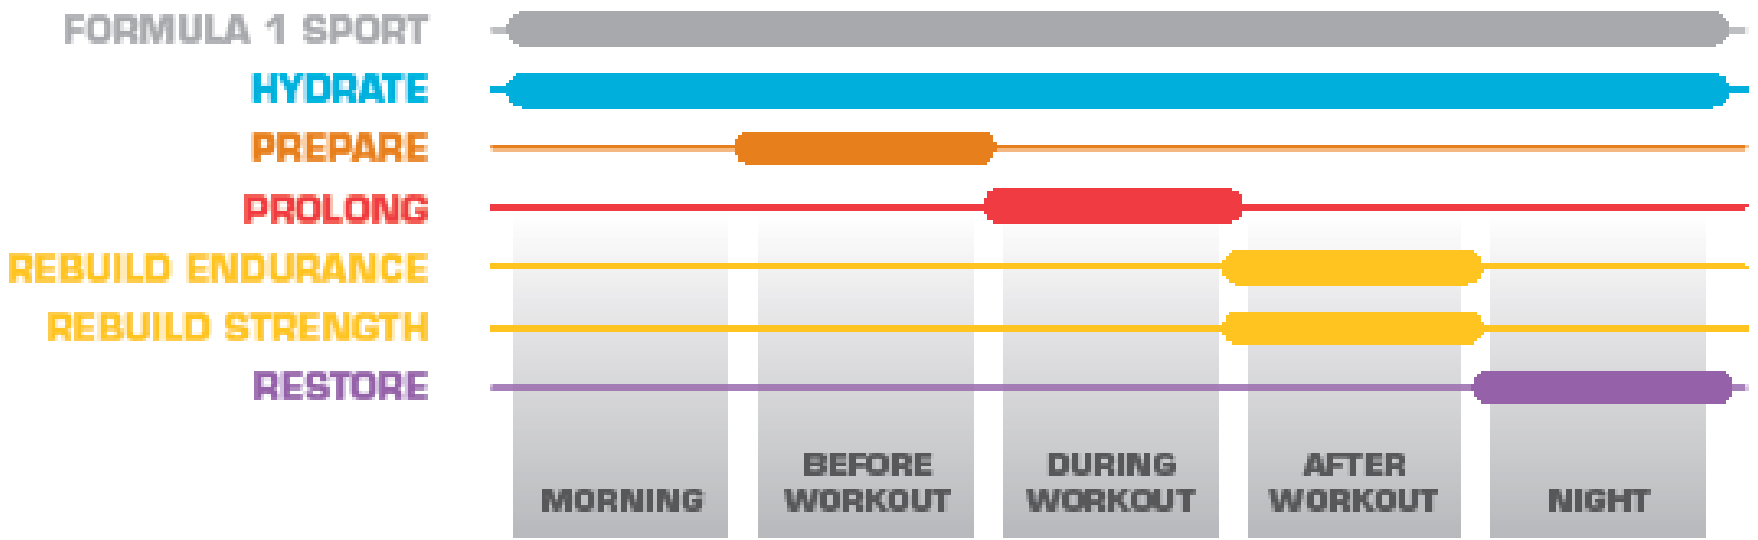 FORMULA 1 SPORT
HYDRATE
PREPARE
PROLONG
REBUILD ENDURANCE
REBUILD STRENGTH
RESTORE
MORNING
BEFORE
WORKOUT
DURING
WORKOUT
AFTER
WORKOUT
NIGHT